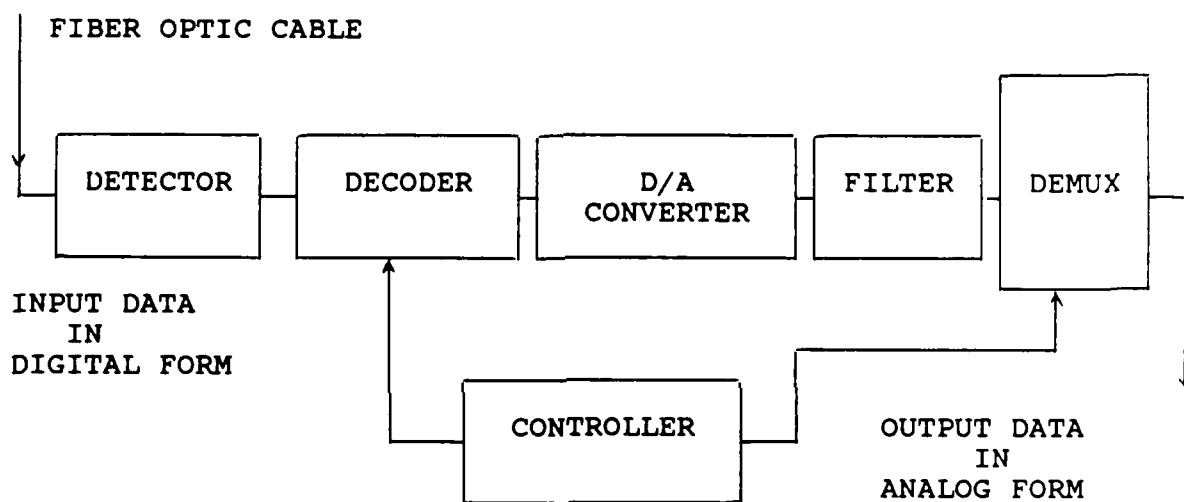 FIBER OPTIC CABLE
DETECTOR
DECODER
D/A
CONVERTER
FILTER
DEMUX
INPUT DATA
IN
DIGITAL FORM
CONTROLLER
OUTPUT DATA
IN
ANALOG FORM